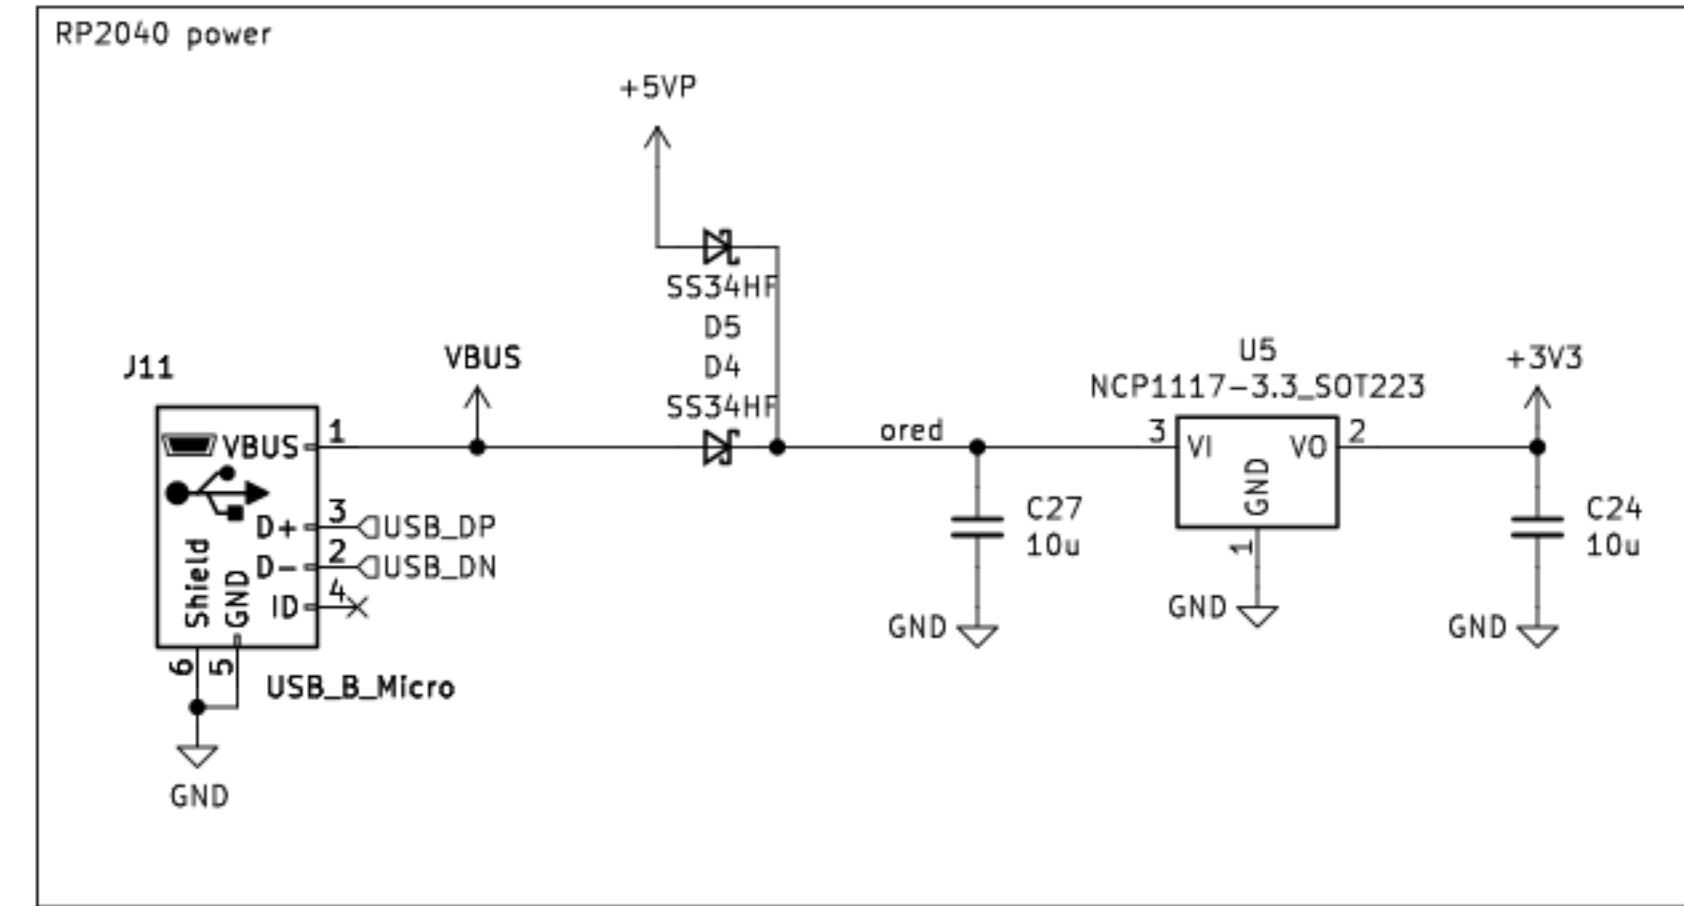 RP2040 power
+5VP
SS34HF
D5
D4
SS34HF
J11
VBUS
VBUS
1
D+
3
USB_DP
D-
2
USB_DN
ID
4
Shield
GND
6
5
USB_B_Micro
GND
ored
C27
10u
GND
U5
NCP1117-3.3_SOT223
3
VI
VO
2
GND
1
GND
+3V3
C24
10u
GND